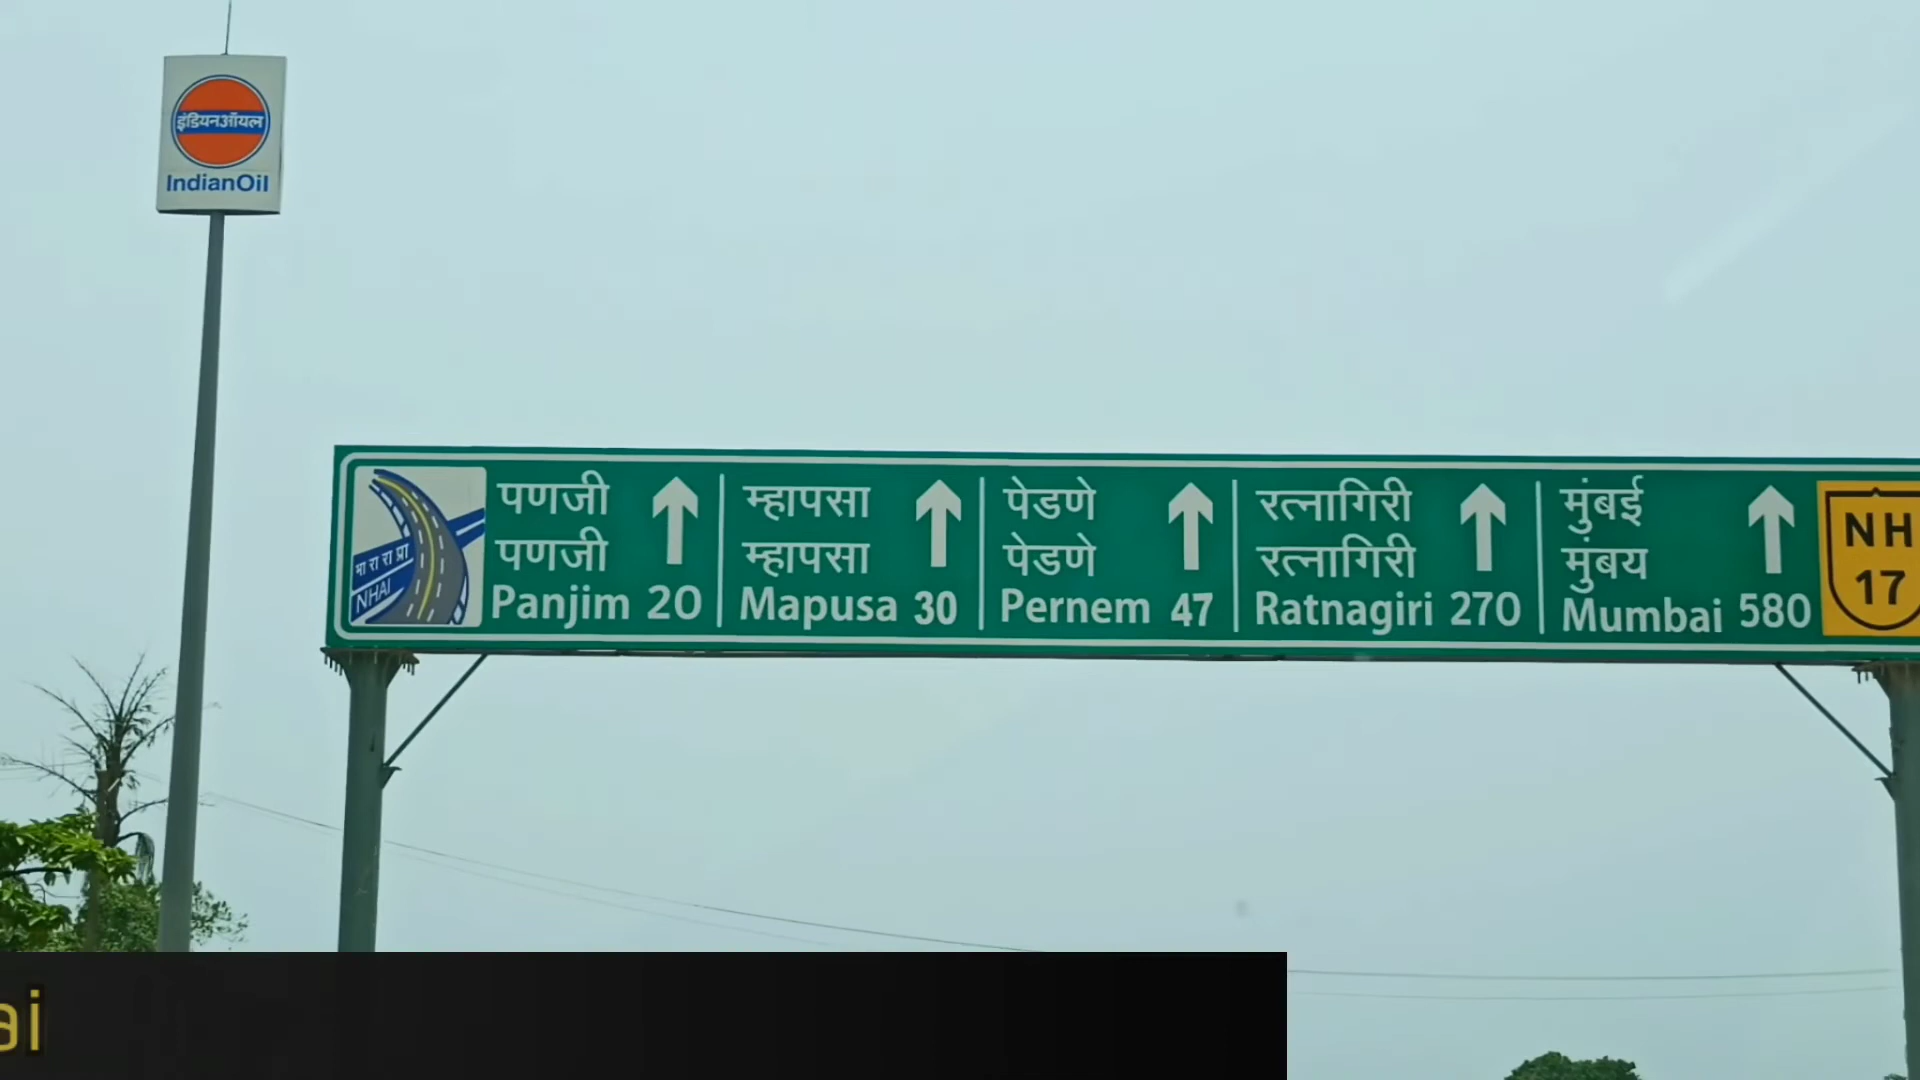 इंडियनऑयल
IndianOil
भा रा रा प्रा
NHAI
पणजी
पणजी
Panjim 20
म्हापसा
म्हापसा
Mapusa 30
पेडणे
पेडणे
Pernem 47
रत्नागिरी
रत्नागिरी
Ratnagiri 270
मुंबई
मुंबय
Mumbai 580
NH
17
ai